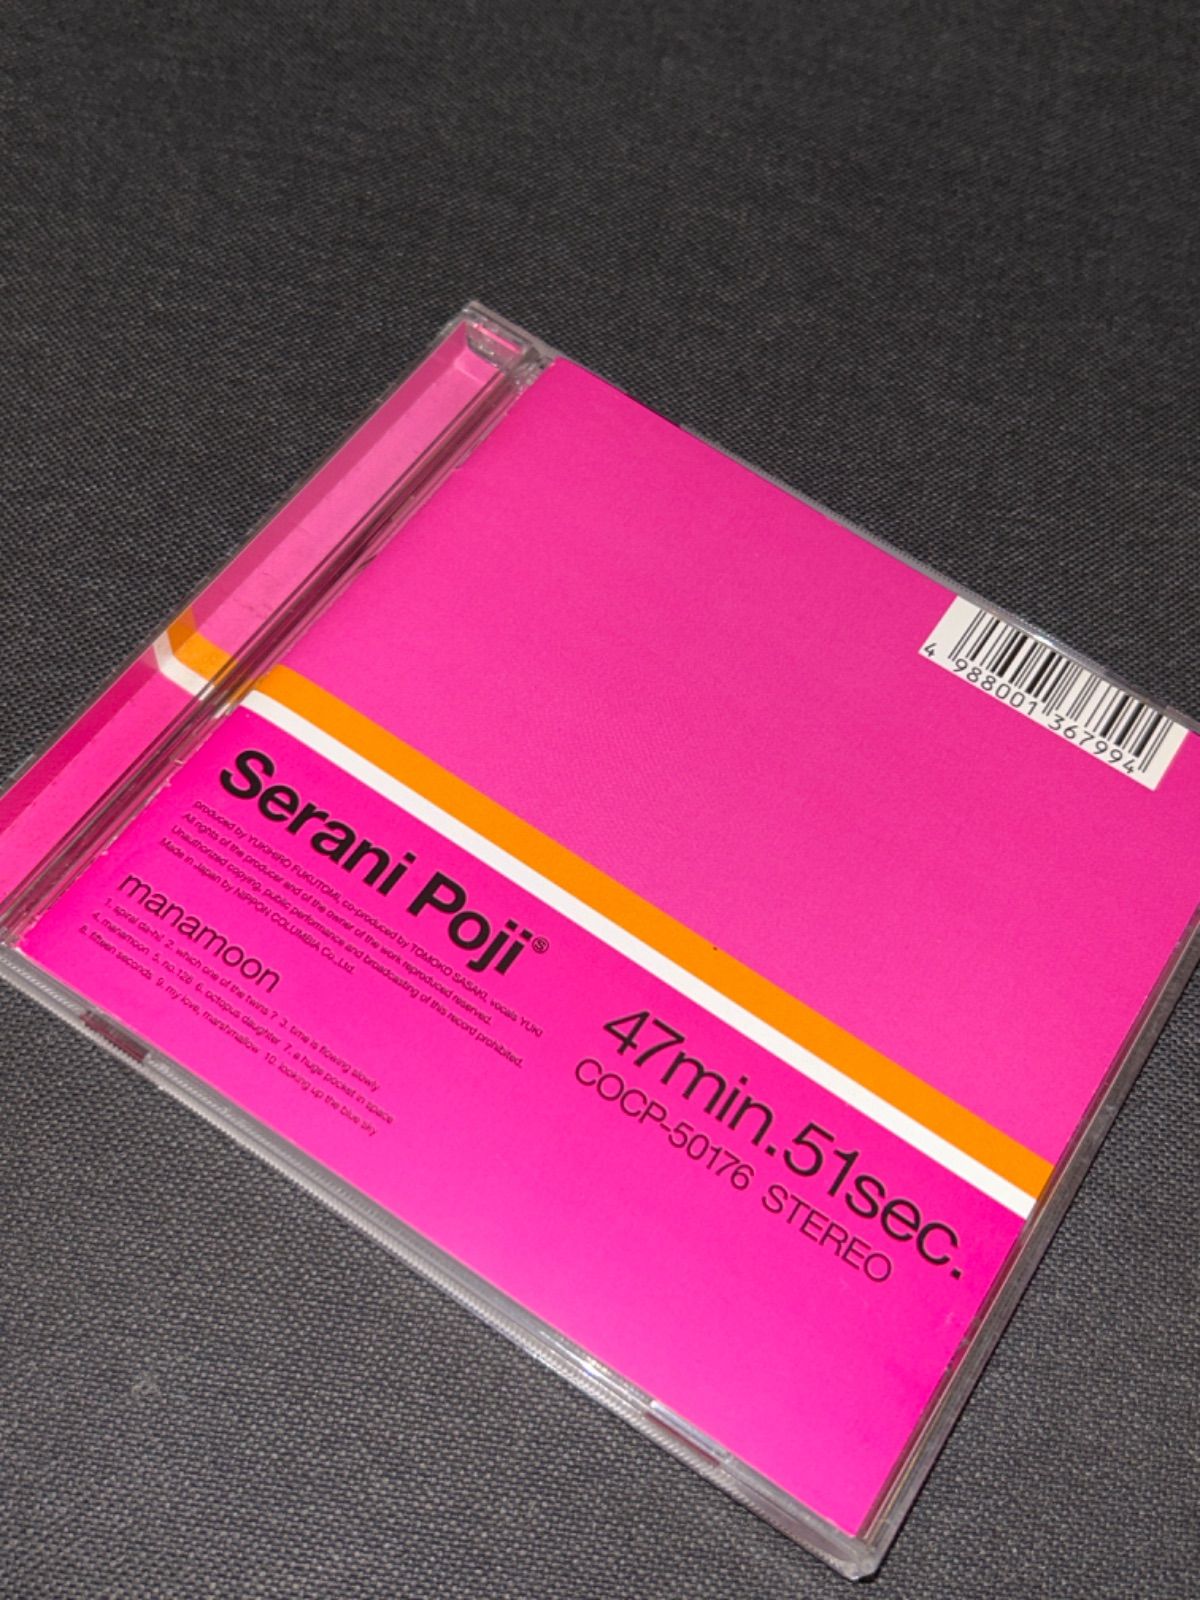 4 988001 367994
Serani Poji®
produced by YUKIHIRO FUKUTOMI, co-produced by TOMOKO SASAKI, vocals YUKI
All rights of the producer and of the owner of the work reproduced reserved.
Unauthorized copying, public performance and broadcasting of this record prohibited.
Made in Japan by NIPPON COLUMBIA Co.,Ltd.
manamoon
1. spiral da-hi! 2. which one of the twins ? 3. time is flowing slowly
4. manamoon 5. no.128 6. octopus daughter 7. a huge pocket in space
8. fifteen seconds 9. my love, marshmallow 10. looking up the blue sky
47min.51sec.
COCP-50176 STEREO